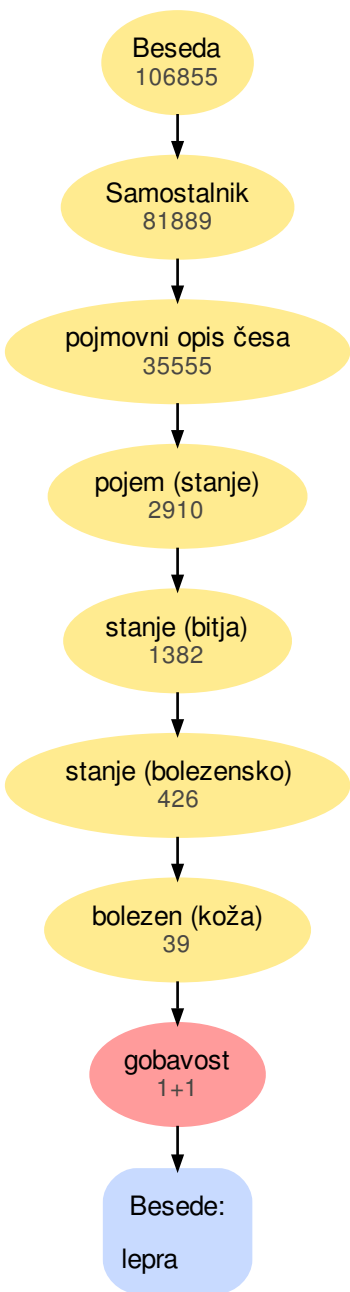 Beseda
106855
Samostalnik
81889
pojmovni opis česa
35555
pojem (stanje)
2910
stanje (bitja)
1382
stanje (bolezensko)
426
bolezen (koža)
39
gobavost
1+1
Besede:
lepra